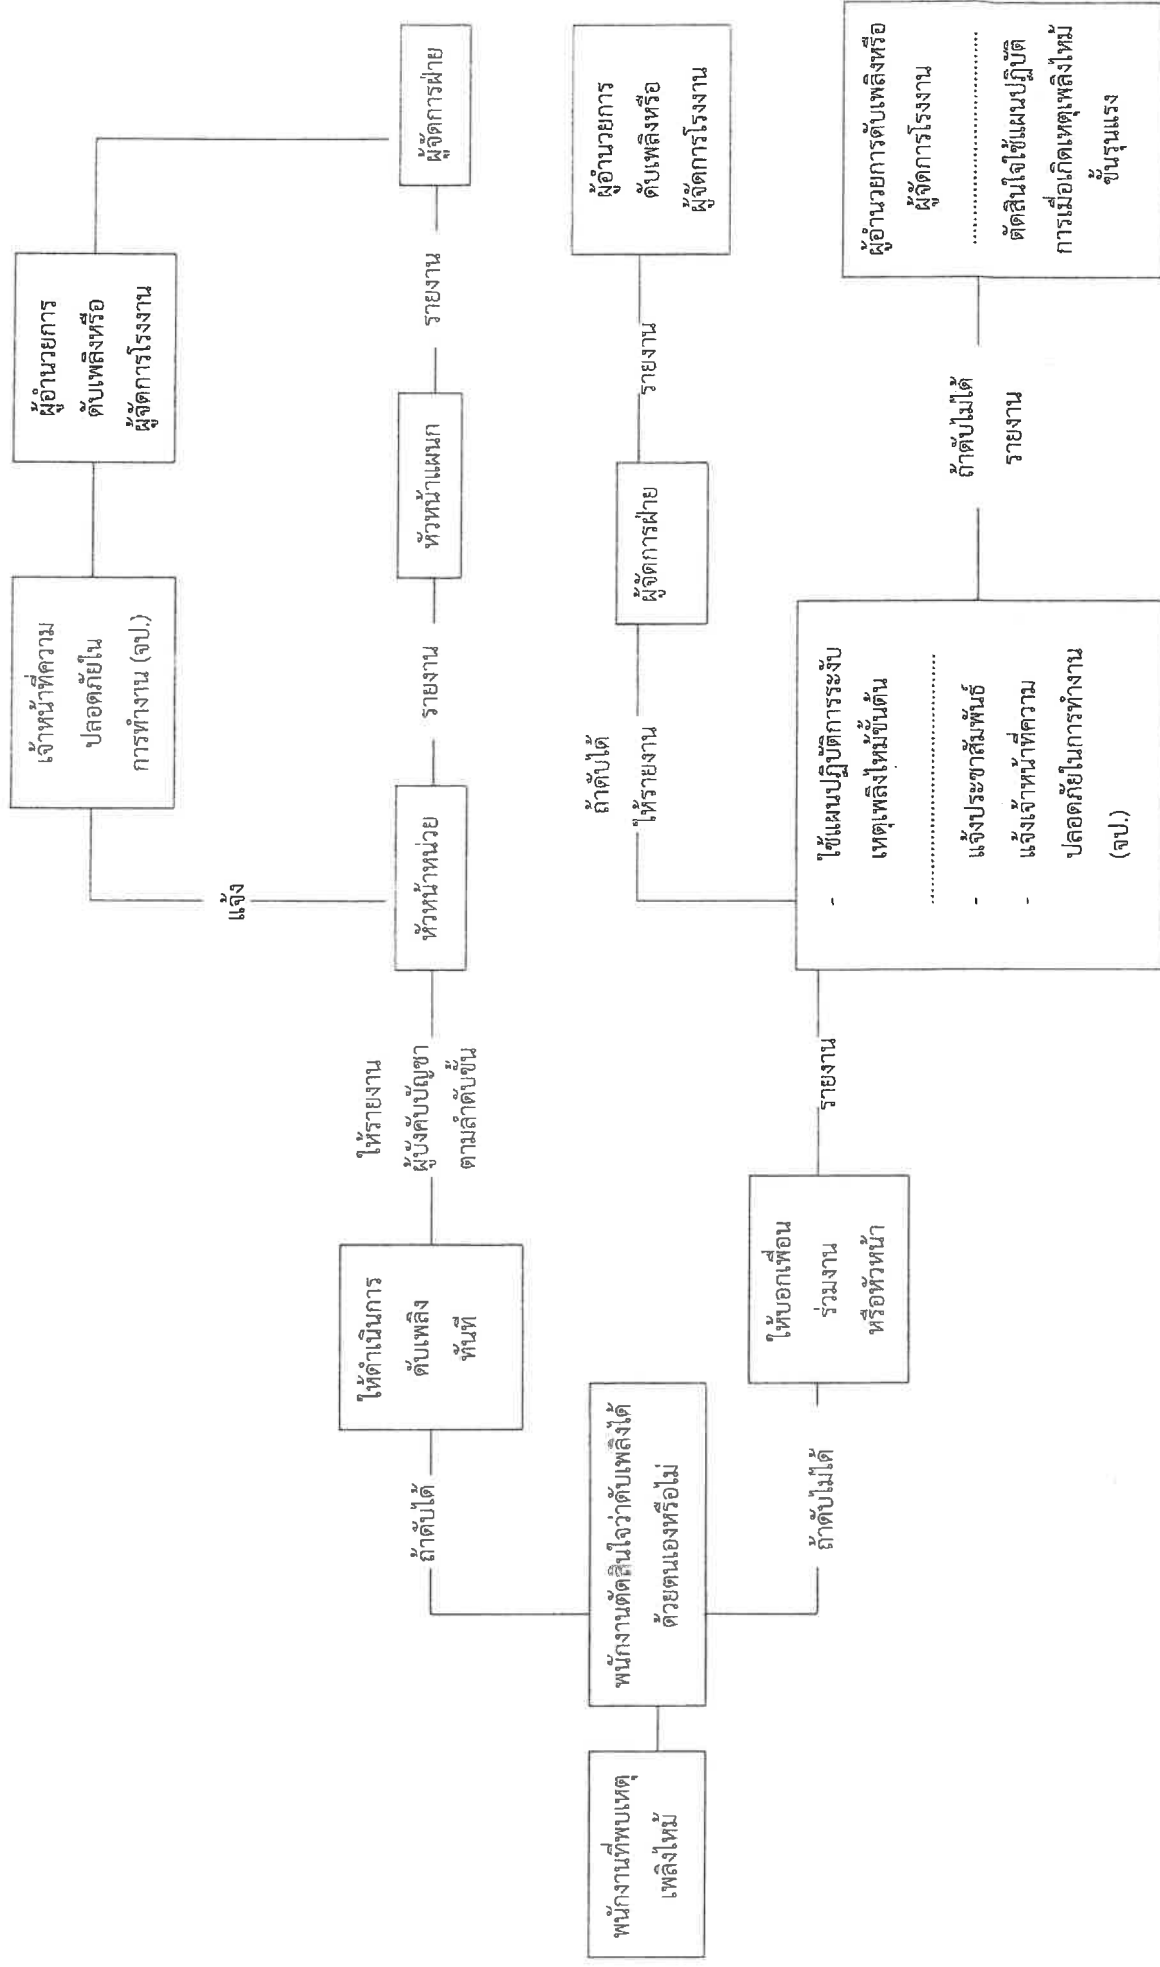 พนักงานที่พบเหตุ
เพลิงไหม้
พนักงานตัดสินใจว่าดับเพลิงได้
ด้วยตนเองหรือไม่
ถ้าดับได้
ให้ดำเนินการ
ดับเพลิง
ทันที
ให้รายงาน
ผู้บังคับบัญชา
ตามลำดับขั้น
หัวหน้าหน่วย
แจ้ง
เจ้าหน้าที่ความ
ปลอดภัยใน
การทำงาน (จป.)
ผู้อำนวยการ
ดับเพลิงหรือ
ผู้จัดการโรงงาน
รายงาน
หัวหน้าแผนก
รายงาน
ผู้จัดการฝ่าย
ถ้าดับไม่ได้
ให้บอกเพื่อน
ร่วมงาน
หรือหัวหน้า
รายงาน
- ใช้แผนปฏิบัติการระงับ
เหตุเพลิงไหม้ขั้นต้น
.......................................
- แจ้งประชาสัมพันธ์
- แจ้งเจ้าหน้าที่ความ
ปลอดภัยในการทำงาน
(จป.)
ถ้าดับได้
ให้รายงาน
ผู้จัดการฝ่าย
รายงาน
ผู้อำนวยการ
ดับเพลิงหรือ
ผู้จัดการโรงงาน
ถ้าดับไม่ได้
รายงาน
ผู้อำนวยการดับเพลิงหรือ
ผู้จัดการโรงงาน
.......................................
ตัดสินใจใช้แผนปฏิบัติ
การเมื่อเกิดเหตุเพลิงไหม้
ขั้นรุนแรง